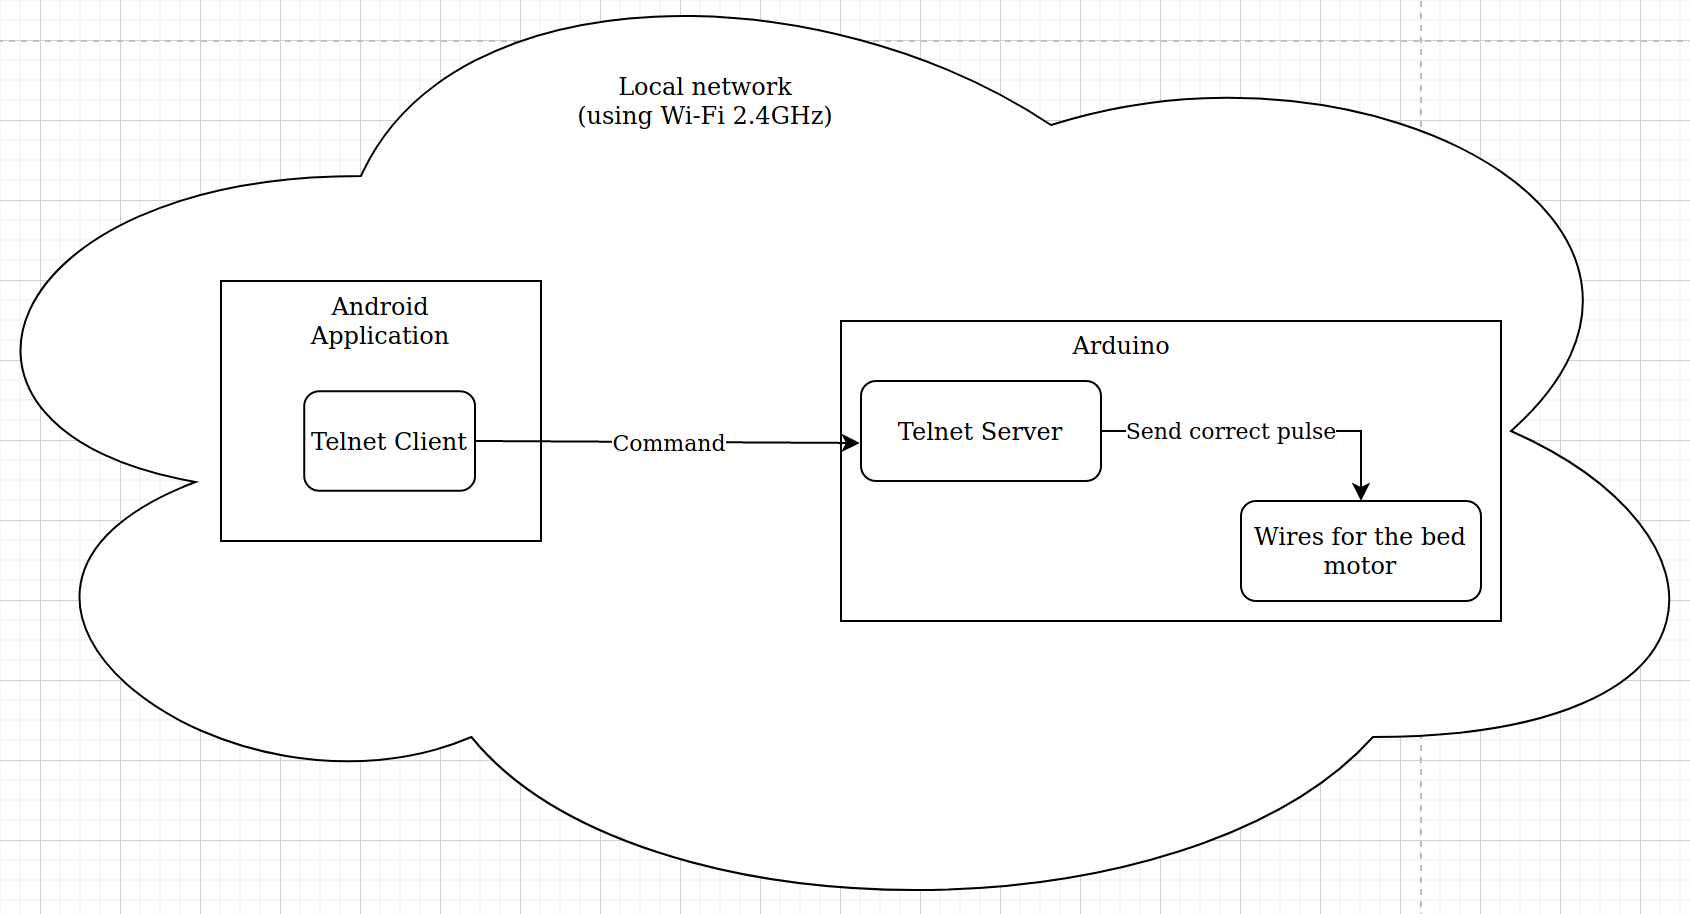 Local network
(using Wi-Fi 2.4GHz)
Android
Application
Telnet Client
Command
Arduino
Telnet Server
Send correct pulse
Wires for the bed
motor